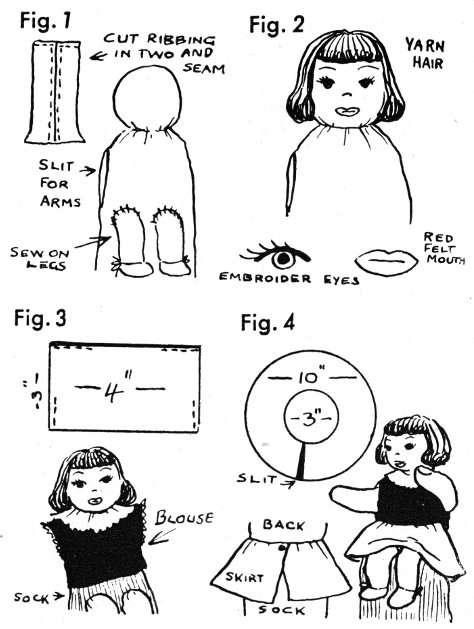 Fig. 1
CUT RIBBING
IN TWO AND
SEAM
SLIT
FOR
ARMS
SEW ON
LEGS
Fig. 2
YARN
HAIR
EMBROIDER EYES
RED
FELT
MOUTH
Fig. 3
3"
4"
BLOUSE
SOCK
Fig. 4
10"
3"
SLIT
BACK
SKIRT
SOCK